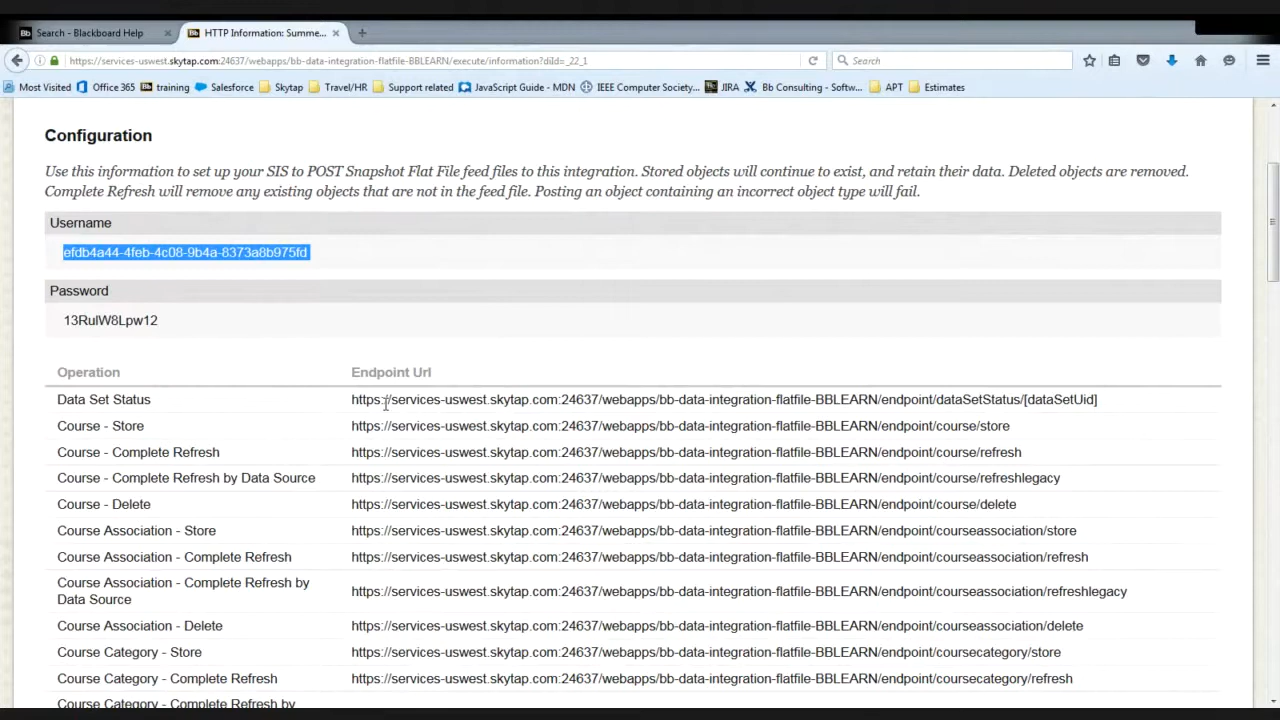 Search - Blackboard Help
HTTP Information: Summe...
https://services-uswest.skytap.com:24637/webapps/bb-data-integration-flatfile-BBLEARN/execute/information?diId=_22_1
Search
Most Visited Office 365 Bb training Salesforce Skytap Travel/HR Support related JavaScript Guide - MDN IEEE Computer Society... JIRA Bb Consulting - Softw... APT Estimates
Configuration
Use this information to set up your SIS to POST Snapshot Flat File feed files to this integration. Stored objects will continue to exist, and retain their data. Deleted objects are removed.
Complete Refresh will remove any existing objects that are not in the feed file. Posting an object containing an incorrect object type will fail.
Username
efdb4a44-4feb-4c08-9b4a-8373a8b975fd
Password
13RulW8Lpw12
Operation Endpoint Url
Data Set Status https://services-uswest.skytap.com:24637/webapps/bb-data-integration-flatfile-BBLEARN/endpoint/dataSetStatus/[dataSetUid]
Course - Store https://services-uswest.skytap.com:24637/webapps/bb-data-integration-flatfile-BBLEARN/endpoint/course/store
Course - Complete Refresh https://services-uswest.skytap.com:24637/webapps/bb-data-integration-flatfile-BBLEARN/endpoint/course/refresh
Course - Complete Refresh by Data Source https://services-uswest.skytap.com:24637/webapps/bb-data-integration-flatfile-BBLEARN/endpoint/course/refreshlegacy
Course - Delete https://services-uswest.skytap.com:24637/webapps/bb-data-integration-flatfile-BBLEARN/endpoint/course/delete
Course Association - Store https://services-uswest.skytap.com:24637/webapps/bb-data-integration-flatfile-BBLEARN/endpoint/courseassociation/store
Course Association - Complete Refresh https://services-uswest.skytap.com:24637/webapps/bb-data-integration-flatfile-BBLEARN/endpoint/courseassociation/refresh
Course Association - Complete Refresh by
Data Source https://services-uswest.skytap.com:24637/webapps/bb-data-integration-flatfile-BBLEARN/endpoint/courseassociation/refreshlegacy
Course Association - Delete https://services-uswest.skytap.com:24637/webapps/bb-data-integration-flatfile-BBLEARN/endpoint/courseassociation/delete
Course Category - Store https://services-uswest.skytap.com:24637/webapps/bb-data-integration-flatfile-BBLEARN/endpoint/coursecategory/store
Course Category - Complete Refresh https://services-uswest.skytap.com:24637/webapps/bb-data-integration-flatfile-BBLEARN/endpoint/coursecategory/refresh
Course Category - Complete Refresh by